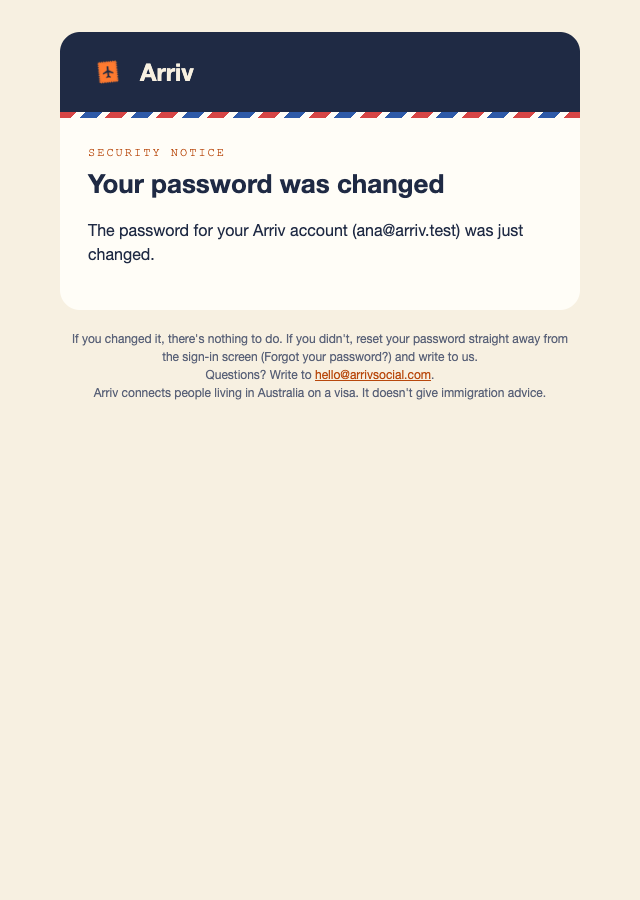 Arriv
SECURITY NOTICE
Your password was changed
The password for your Arriv account (ana@arriv.test) was just
changed.
If you changed it, there's nothing to do. If you didn't, reset your password straight away from
the sign-in screen (Forgot your password?) and write to us.
Questions? Write to hello@arrivsocial.com.
Arriv connects people living in Australia on a visa. It doesn't give immigration advice.